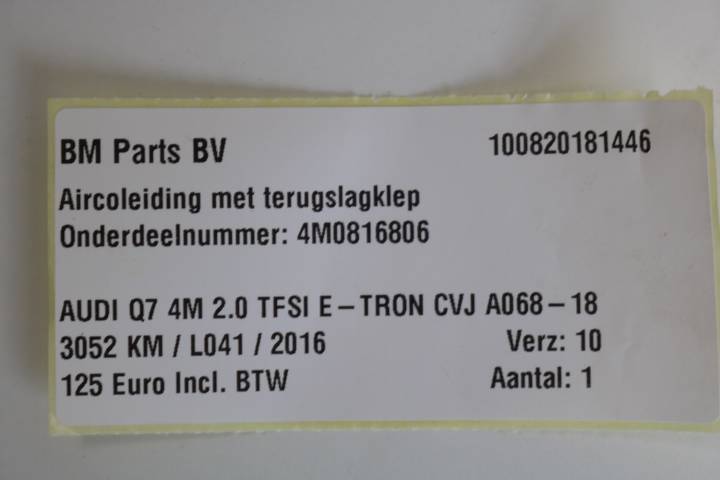 BM Parts BV 100820181446
Aircoleiding met terugslagklep
Onderdeelnummer: 4M0816806
AUDI Q7 4M 2.0 TFSI E-TRON CVJ A068-18
3052 KM / L041 / 2016 Verz: 10
125 Euro Incl. BTW Aantal: 1